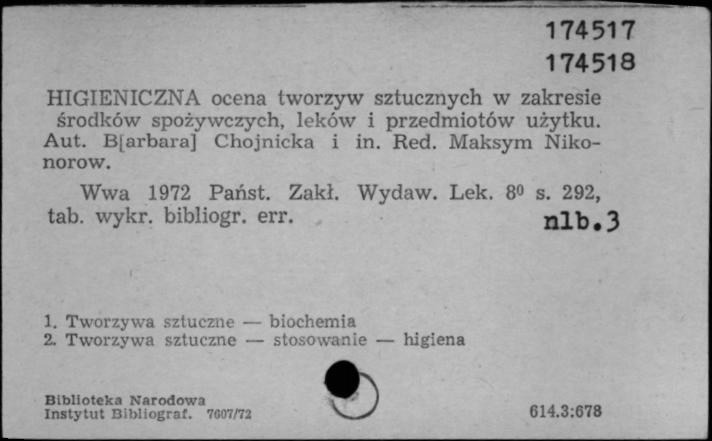 174517
174518
HIGIENICZNA ocena tworzyw sztucznych w zakresie
środków spożywczych, leków i przedmiotów użytku.
Aut. B[arbara] Chojnicka i in. Red. Maksym Niko-
norow.
Wwa 1972 Państ. Zakł. Wydaw. Lek. 8⁰ s. 292,
tab. wykr. bibliogr. err. nlb.3
1. Tworzywa sztuczne — biochemia
2. Tworzywa sztuczne — stosowanie — higiena
Biblioteka Narodowa
Instytut Bibliograf. 7607/72 614.3:678